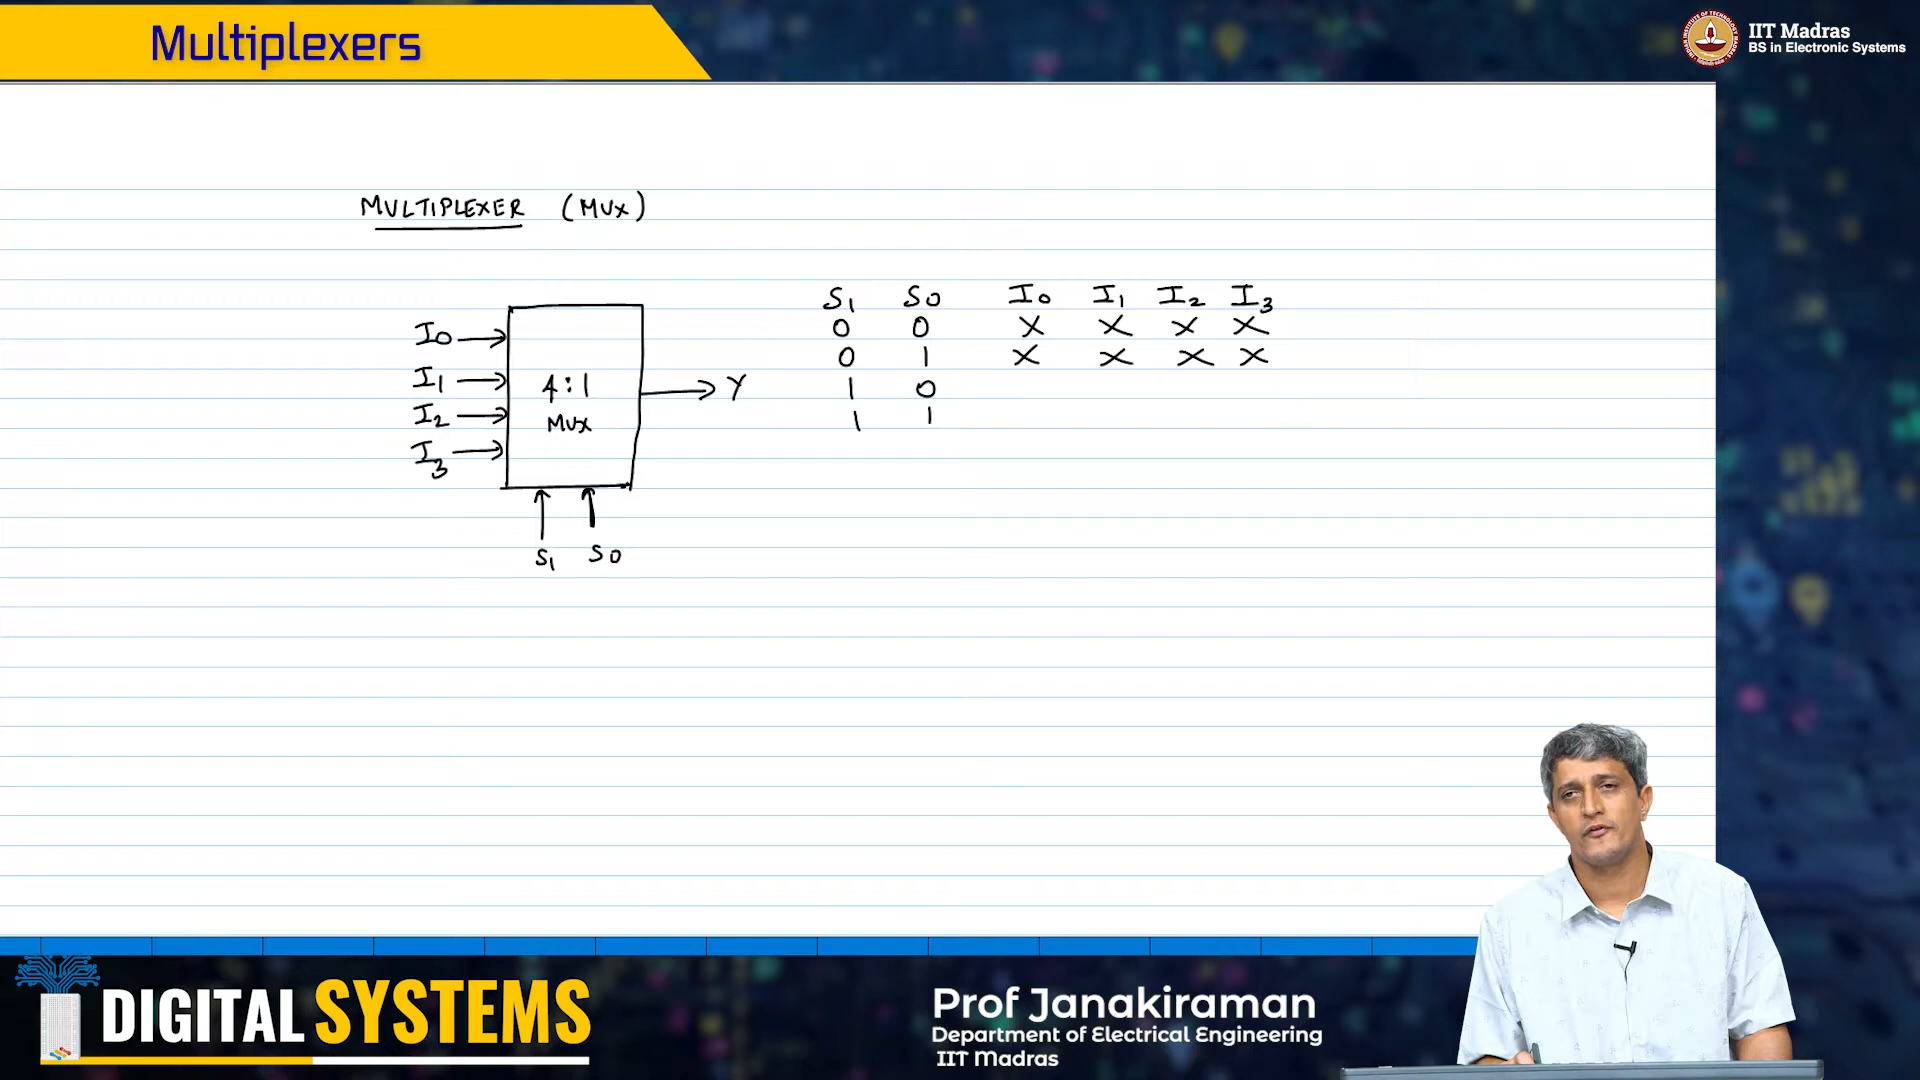 Multiplexers
IIT Madras
BS in Electronic Systems
MULTIPLEXER (MUX)
S1 S0 I0 I1 I2 I3
0 0 X X X X
0 1 X X X X
1 0
1 1
I0
I1
I2
I3
4:1
MUX
Y
S1 S0
DIGITAL SYSTEMS
Prof Janakiraman
Department of Electrical Engineering
IIT Madras